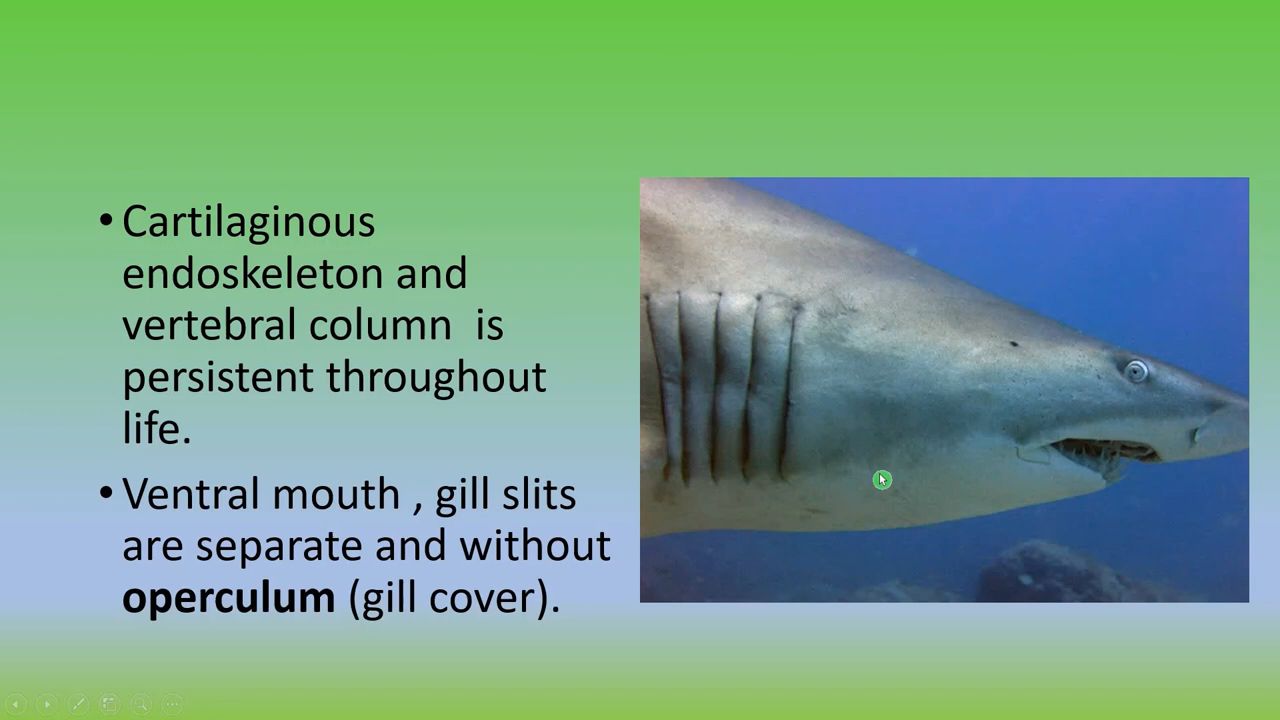 • Cartilaginous
endoskeleton and
vertebral column  is
persistent throughout
life.
• Ventral mouth , gill slits
are separate and without
operculum (gill cover).